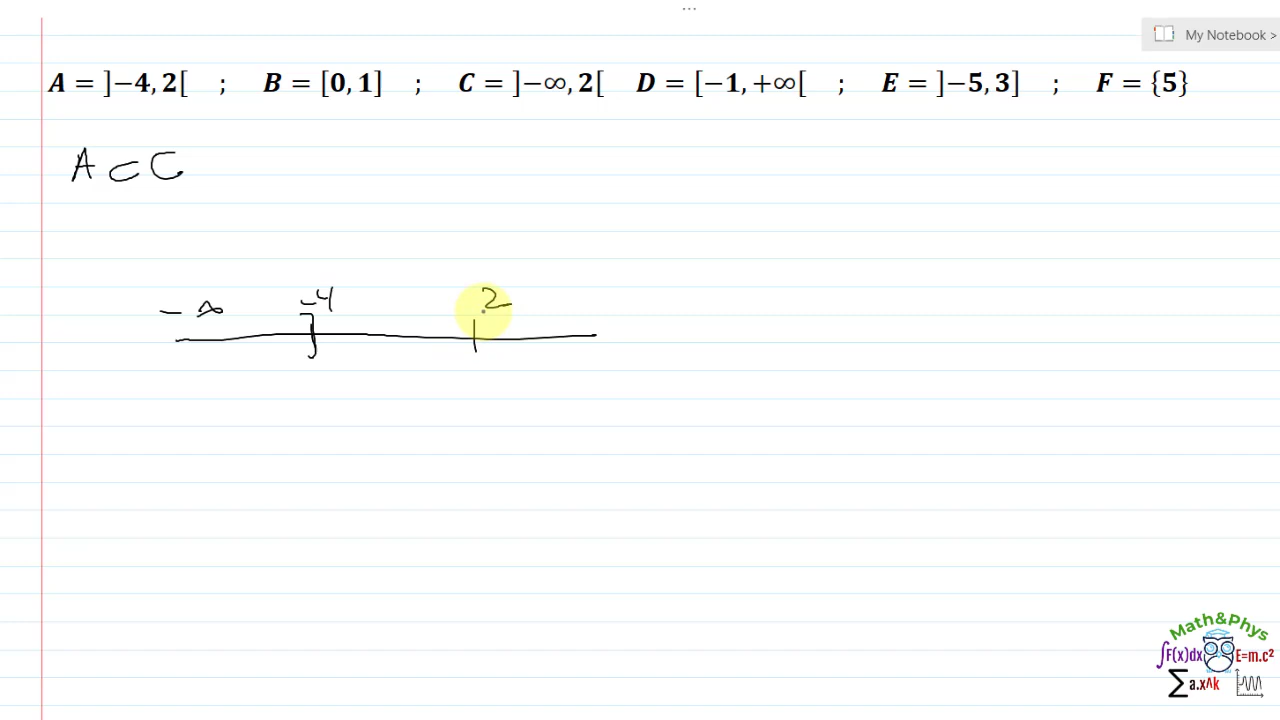 ...
My Notebook >
A = ]−4, 2[ ; B = [0, 1] ; C = ]−∞, 2[ D = [−1, +∞[ ; E = ]−5, 3] ; F = {5}
A ⊂ C
− ∞ −4 2
]
Math&Phys
∫F(x)dx E=m.c²
∑ a.x^k